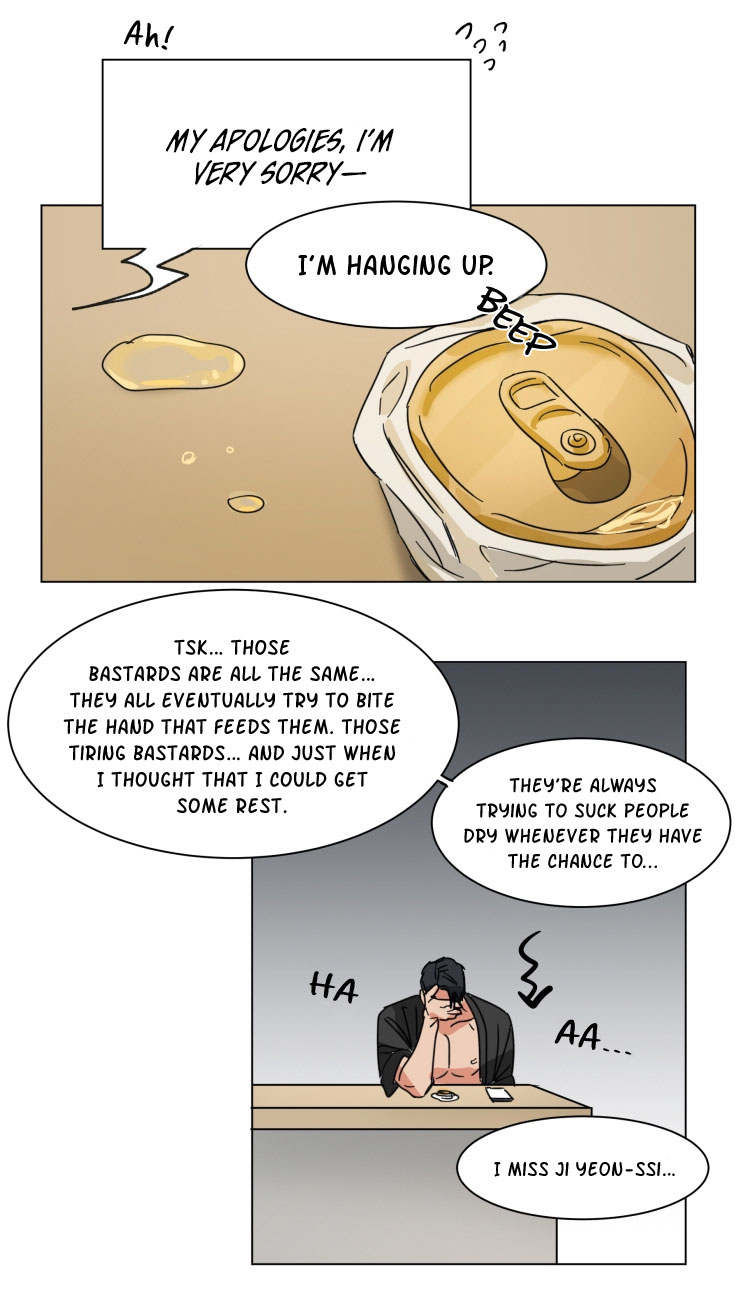 Ah!
MY APOLOGIES, I'M
VERY SORRY—
I'M HANGING UP.
BEEP
TSK... THOSE
BASTARDS ARE ALL THE SAME...
THEY ALL EVENTUALLY TRY TO BITE
THE HAND THAT FEEDS THEM. THOSE
TIRING BASTARDS... AND JUST WHEN
I THOUGHT THAT I COULD GET
SOME REST.
THEY'RE ALWAYS
TRYING TO SUCK PEOPLE
DRY WHENEVER THEY HAVE
THE CHANCE TO...
HA
AA...
I MISS JI YEON-SSI...